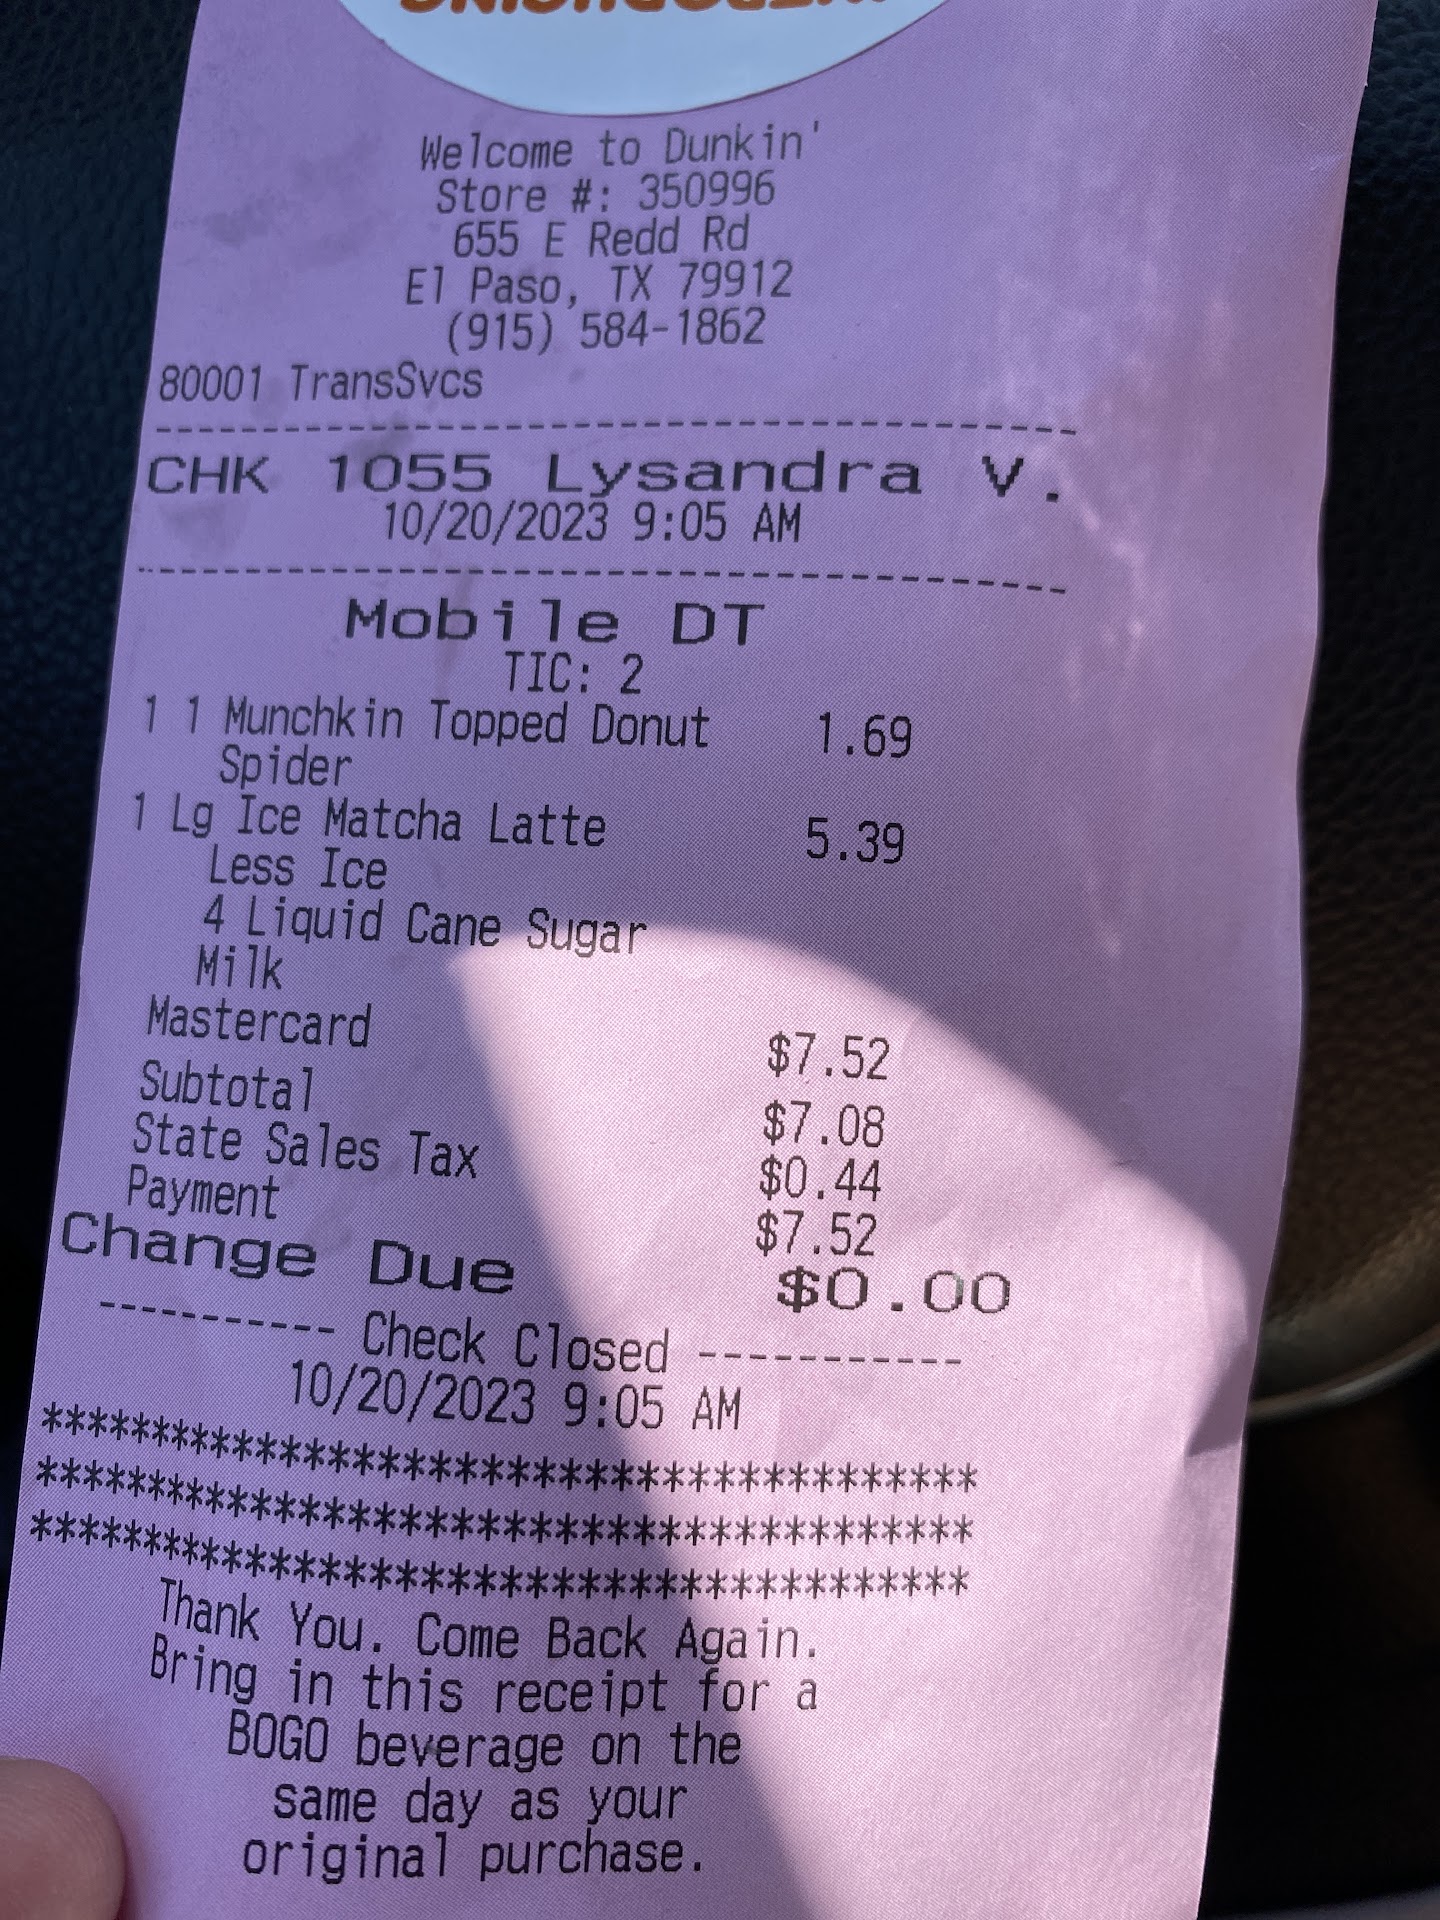 Welcome to Dunkin'
Store #: 350996
655 E Redd Rd
El Paso, TX 79912
(915) 584-1862
80001 TransSvcs
----------------------------------------
CHK 1055 Lysandra V.
10/20/2023 9:05 AM
----------------------------------------
Mobile DT
TIC: 2
1 1 Munchkin Topped Donut 1.69
Spider
1 Lg Ice Matcha Latte 5.39
Less Ice
4 Liquid Cane Sugar
Milk
Mastercard $7.52
Subtotal $7.08
State Sales Tax $0.44
Payment $7.52
Change Due $0.00
---------- Check Closed -----------
10/20/2023 9:05 AM
****************************************
****************************************
****************************************
Thank You. Come Back Again.
Bring in this receipt for a
BOGO beverage on the
same day as your
original purchase.